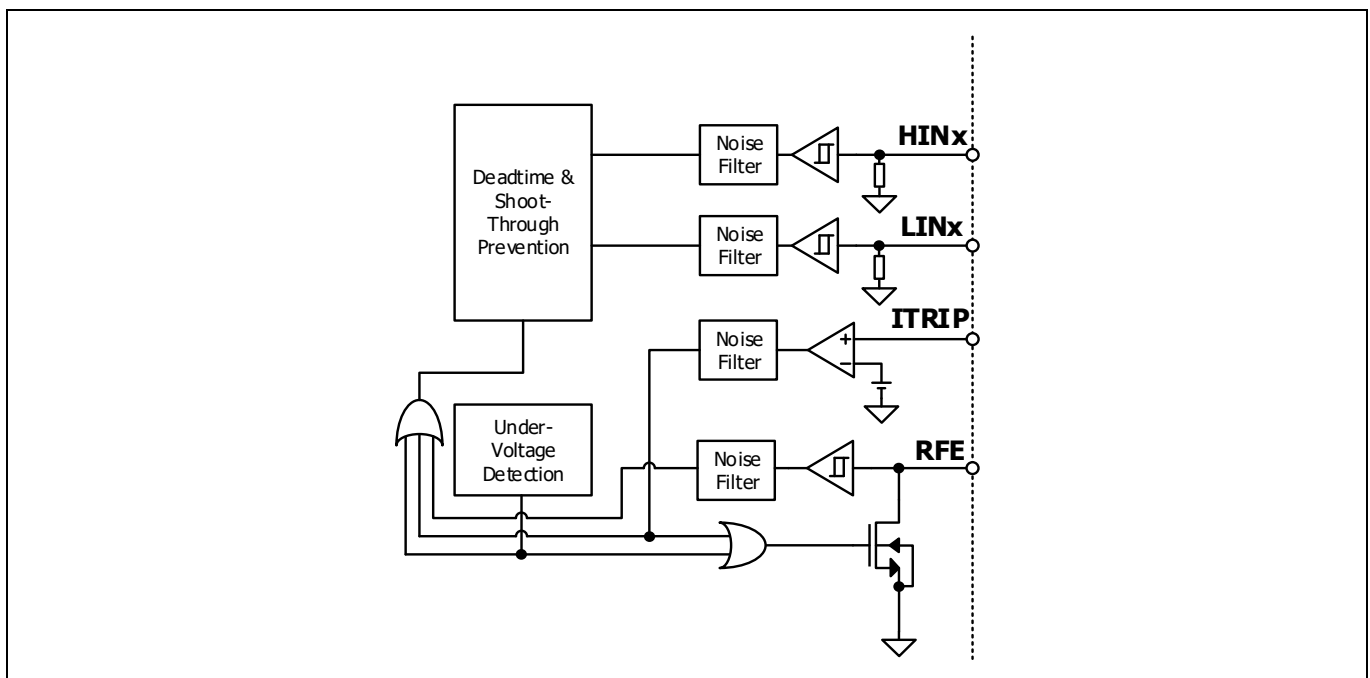 HINx
Noise
Filter
Deadtime &
Shoot-
Through
Prevention
LINx
Noise
Filter
ITRIP
Noise
Filter
+
−
Under-
Voltage
Detection
RFE
Noise
Filter